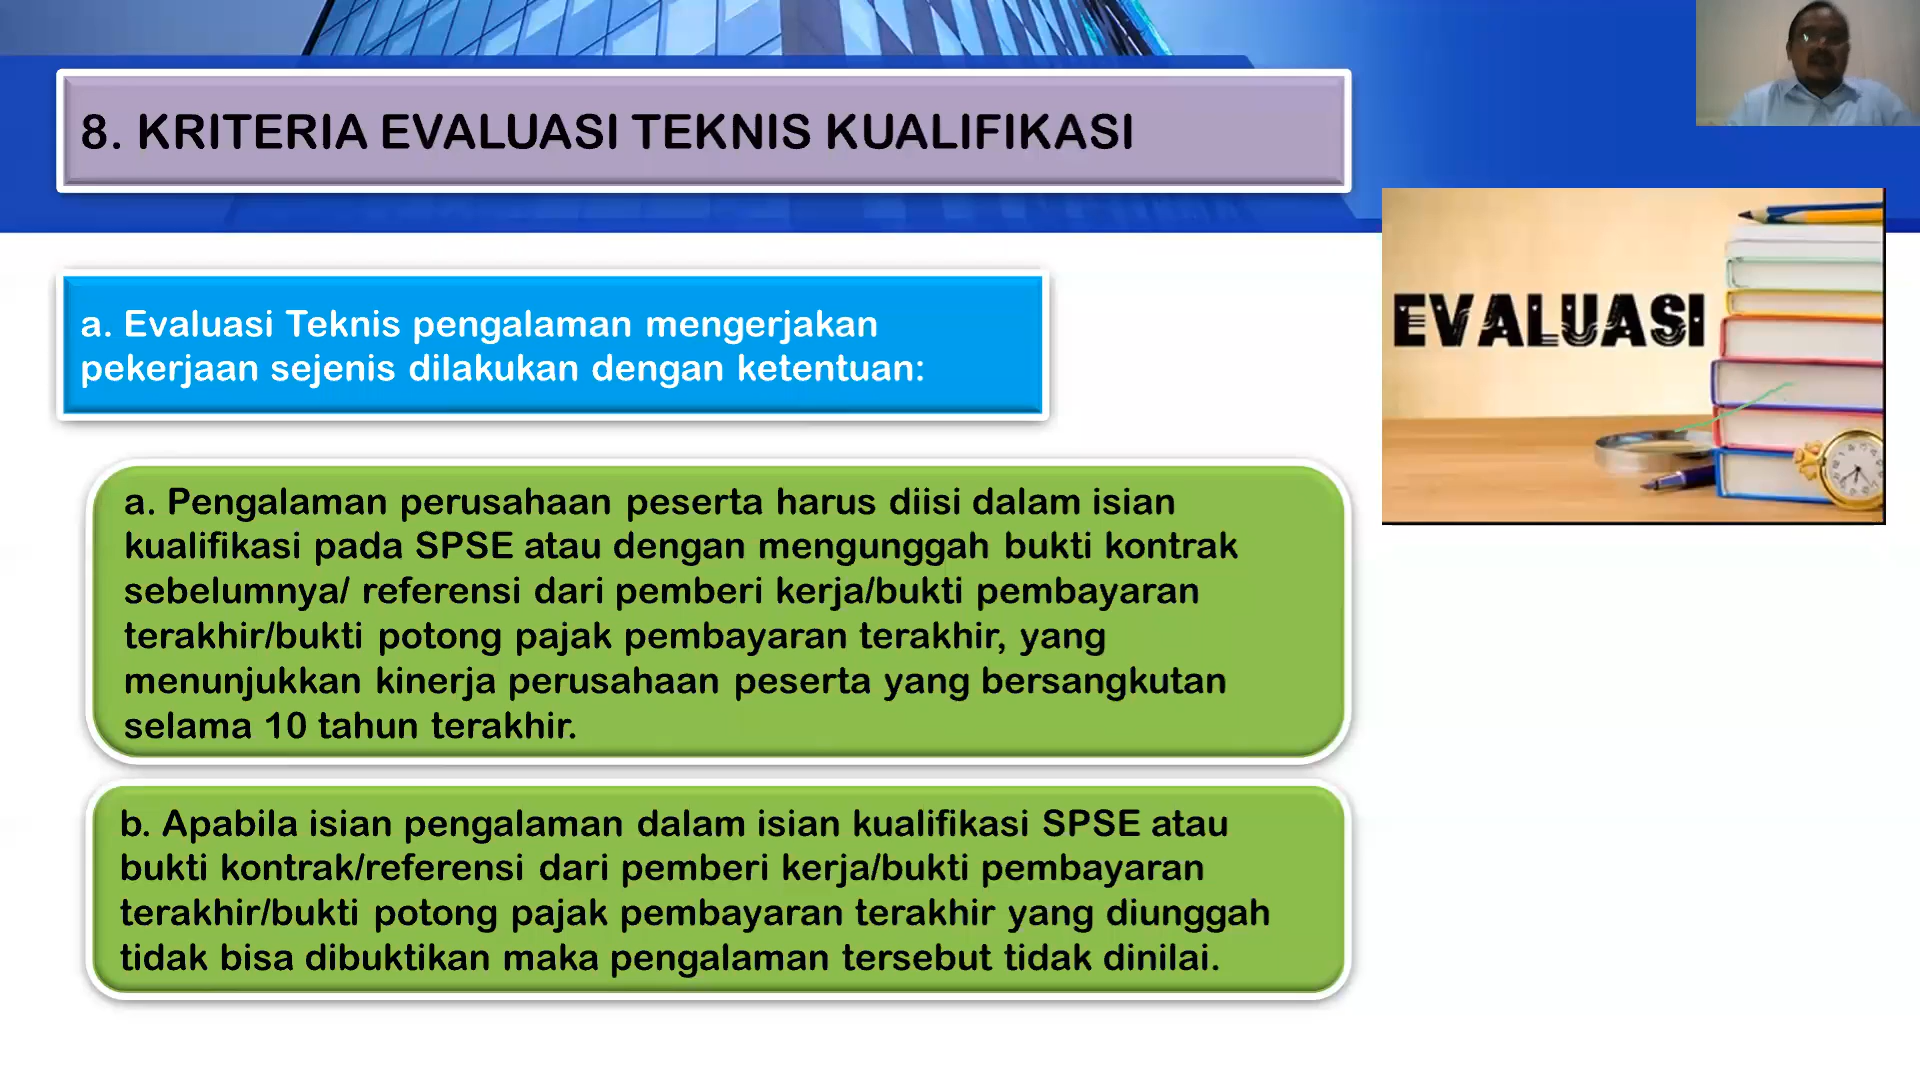 8. KRITERIA EVALUASI TEKNIS KUALIFIKASI
EVALUASI
a. Evaluasi Teknis pengalaman mengerjakan
pekerjaan sejenis dilakukan dengan ketentuan:
a. Pengalaman perusahaan peserta harus diisi dalam isian
kualifikasi pada SPSE atau dengan mengunggah bukti kontrak
sebelumnya/ referensi dari pemberi kerja/bukti pembayaran
terakhir/bukti potong pajak pembayaran terakhir, yang
menunjukkan kinerja perusahaan peserta yang bersangkutan
selama 10 tahun terakhir.
b. Apabila isian pengalaman dalam isian kualifikasi SPSE atau
bukti kontrak/referensi dari pemberi kerja/bukti pembayaran
terakhir/bukti potong pajak pembayaran terakhir yang diunggah
tidak bisa dibuktikan maka pengalaman tersebut tidak dinilai.